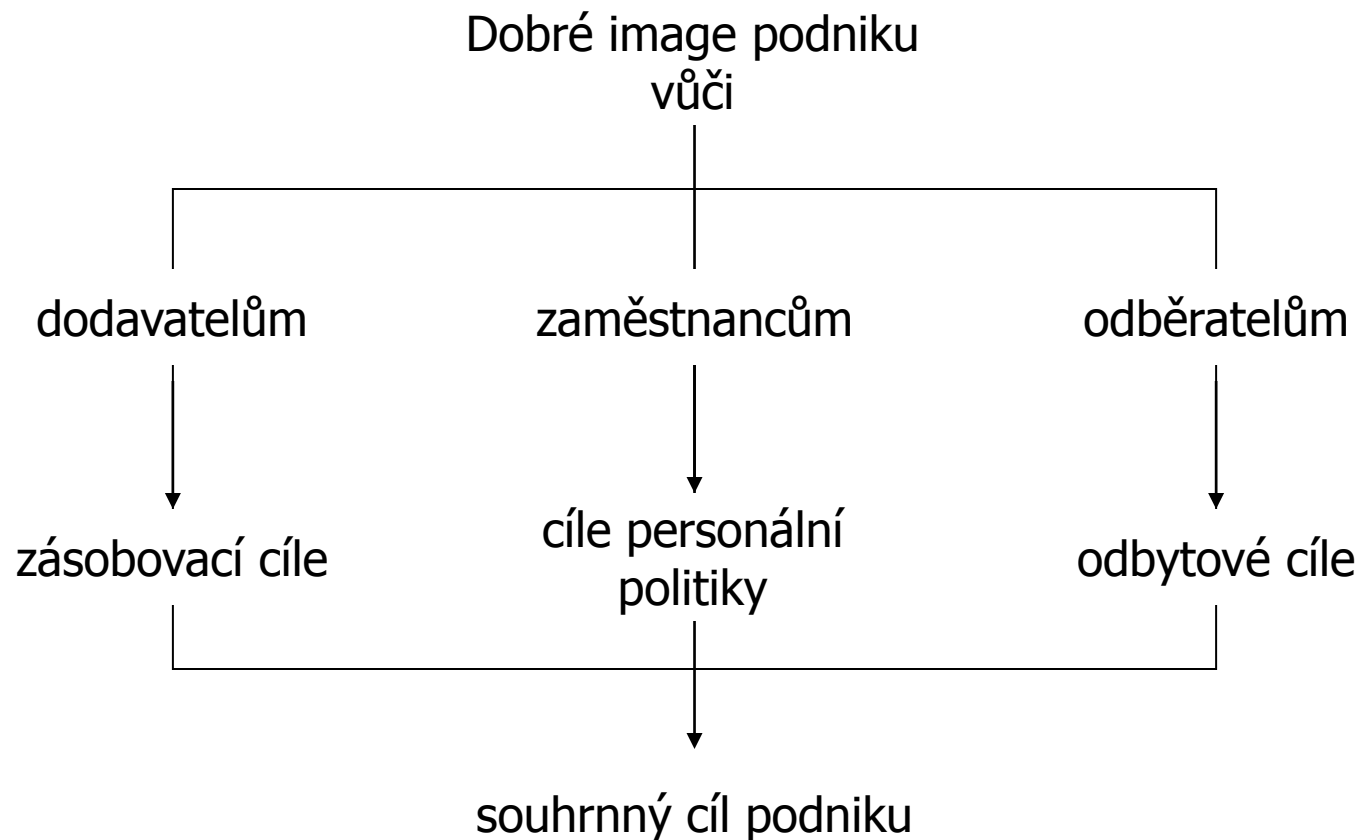 Dobré image podniku
vůči
dodavatelům
zaměstnancům
odběratelům
zásobovací cíle
cíle personální
politiky
odbytové cíle
souhrnný cíl podniku